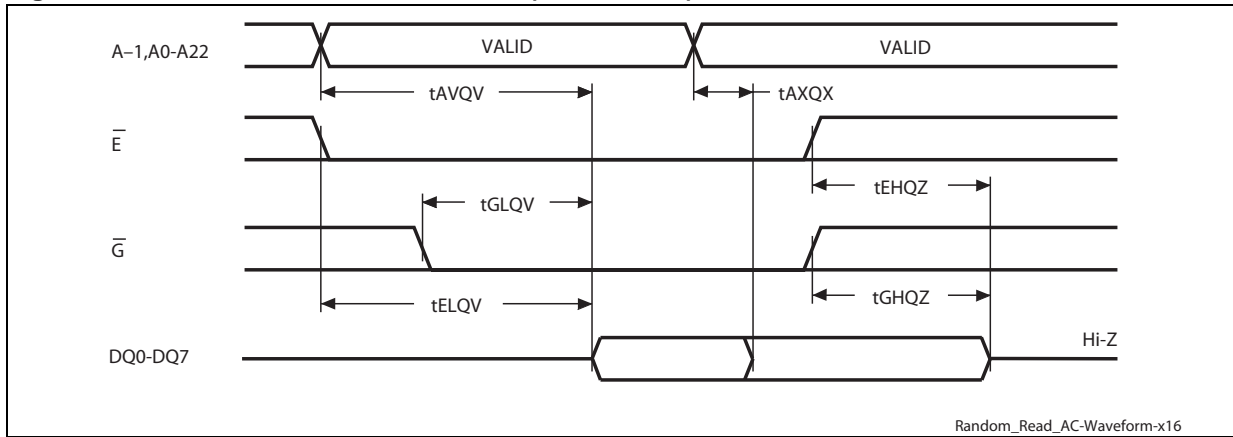 A–1,A0-A22 VALID VALID
tAVQV tAXQX
E
tEHQZ
tGLQV
G
tELQV tGHQZ
DQ0-DQ7 Hi-Z
Random_Read_AC-Waveform-x16